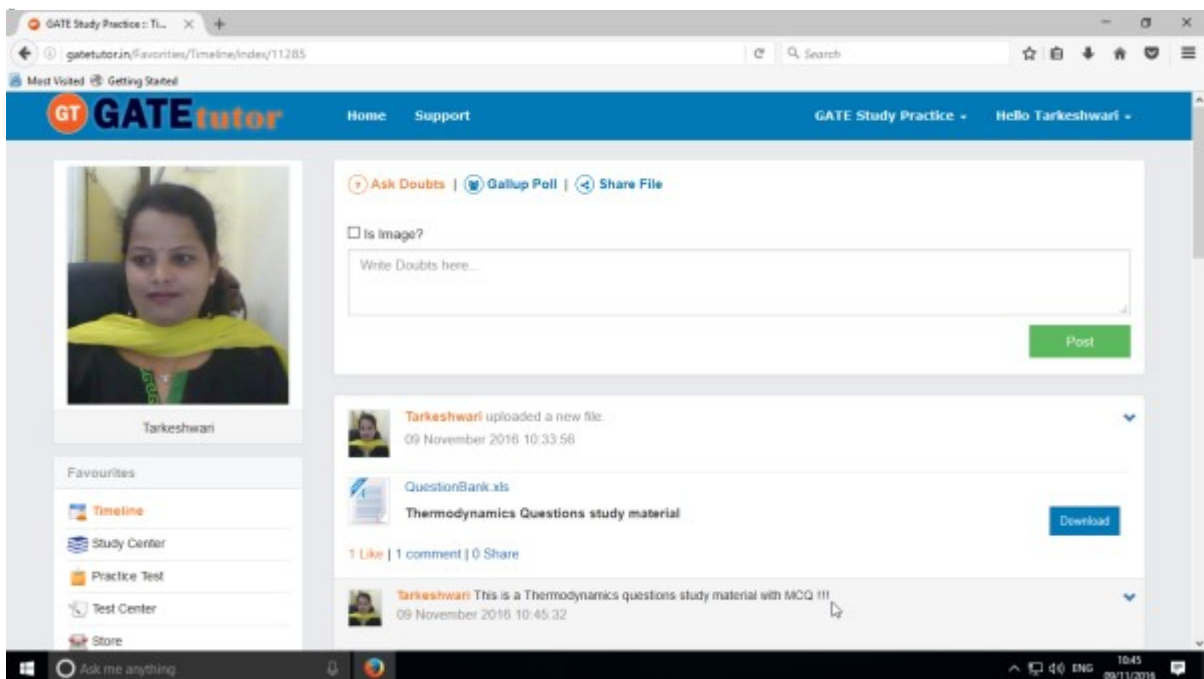 GATE Study Practice :: Ti...
gatetutor.in/Favorities/Timeline/Index/11285
Search
Most Visited Getting Started
GT GATEtutor Home Support GATE Study Practice Hello Tarkeshwari
? Ask Doubts | Gallup Poll | Share File
Is Image?
Write Doubts here...
Post
Tarkeshwari
Tarkeshwari uploaded a new file.
09 November 2016 10:33:56
QuestionBank.xls
Thermodynamics Questions study material
Download
1 Like | 1 comment | 0 Share
Tarkeshwari This is a Thermodynamics questions study material with MCQ !!!
09 November 2016 10:45:32
Favourites
Timeline
Study Center
Practice Test
Test Center
Store
Ask me anything
ENG
10:45
09/11/2016